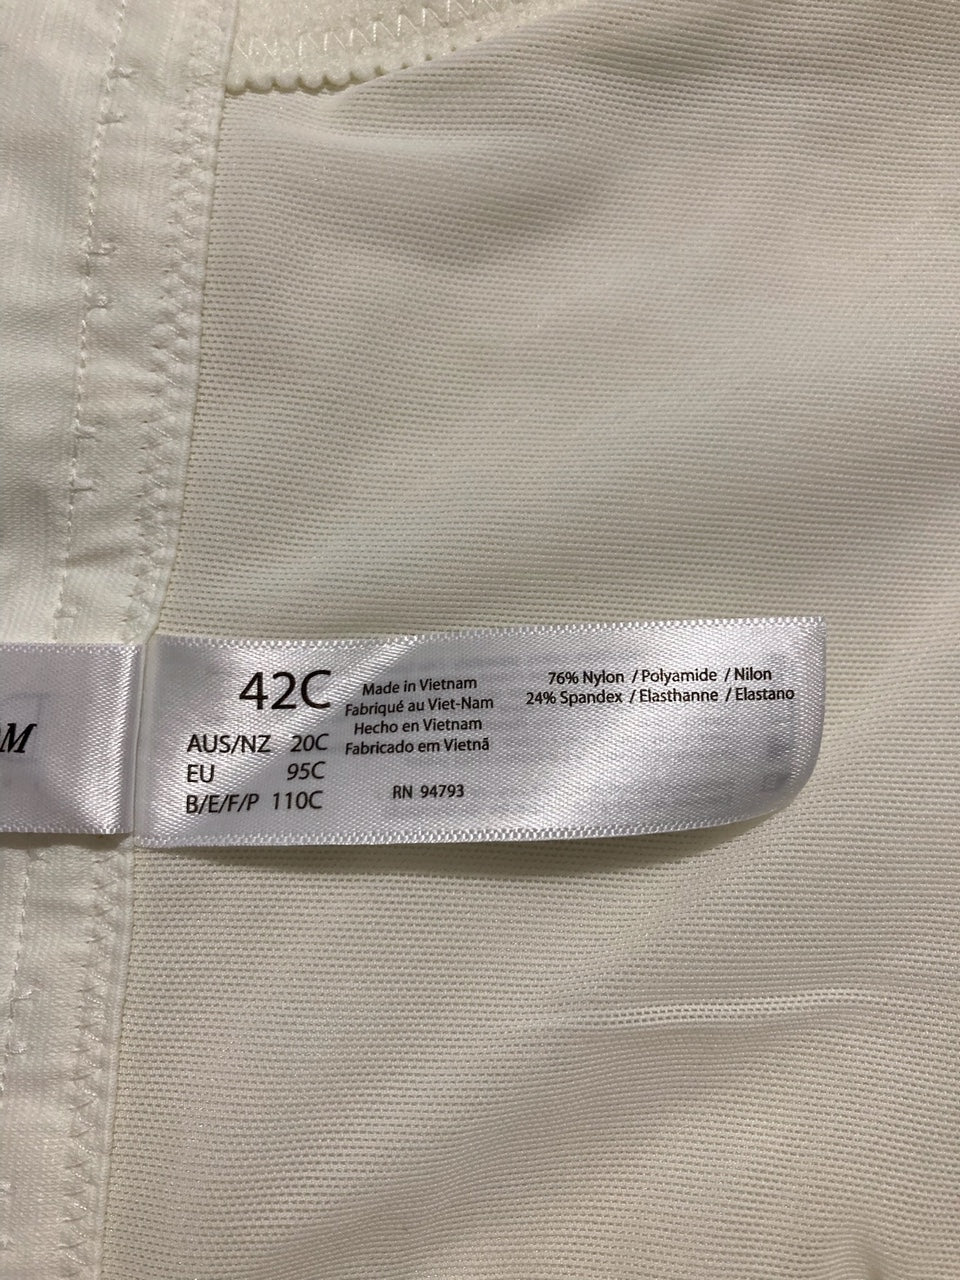 M
42C
AUS/NZ 20C
EU 95C
B/E/F/P 110C
Made in Vietnam
Fabriqué au Viet-Nam
Hecho en Vietnam
Fabricado em Vietnã
RN 94793
76% Nylon / Polyamide / Nilon
24% Spandex / Elasthanne / Elastano